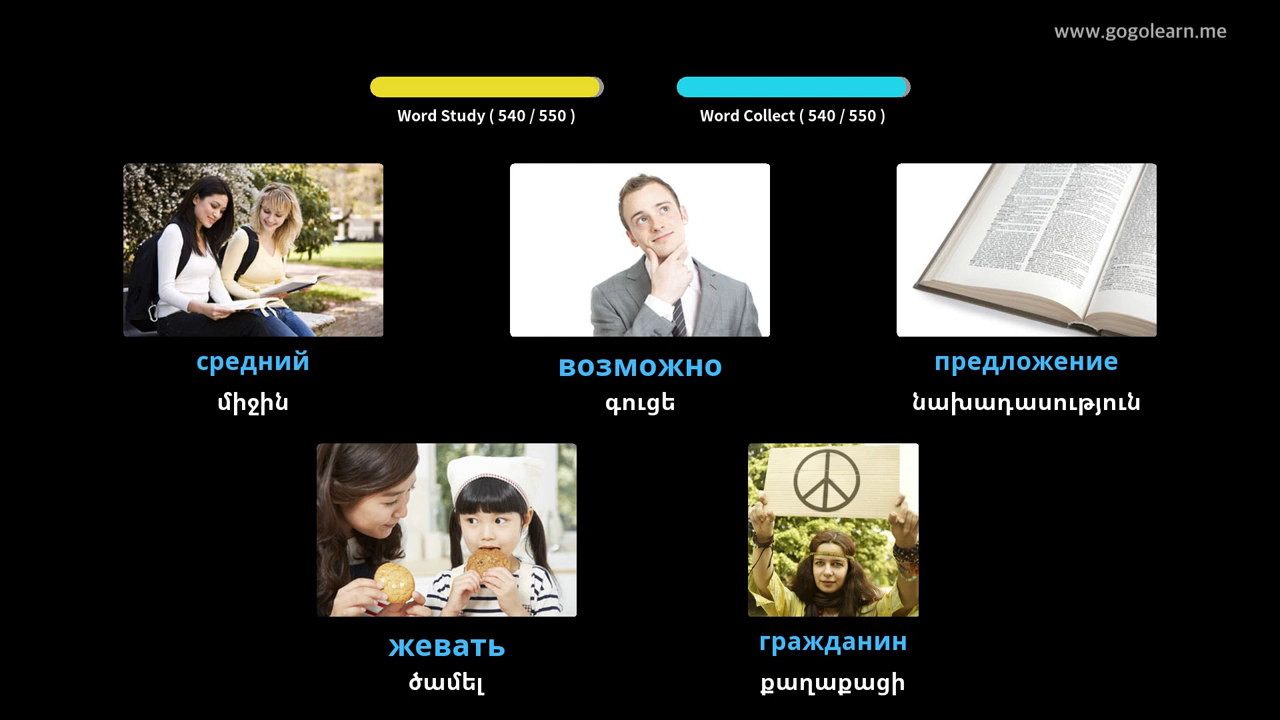 www.gogolearn.me
Word Study ( 540 / 550 )
Word Collect ( 540 / 550 )
средний
возможно
предложение
միջին
գուցե
նախադասություն
жевать
гражданин
ծամել
քաղաքացի